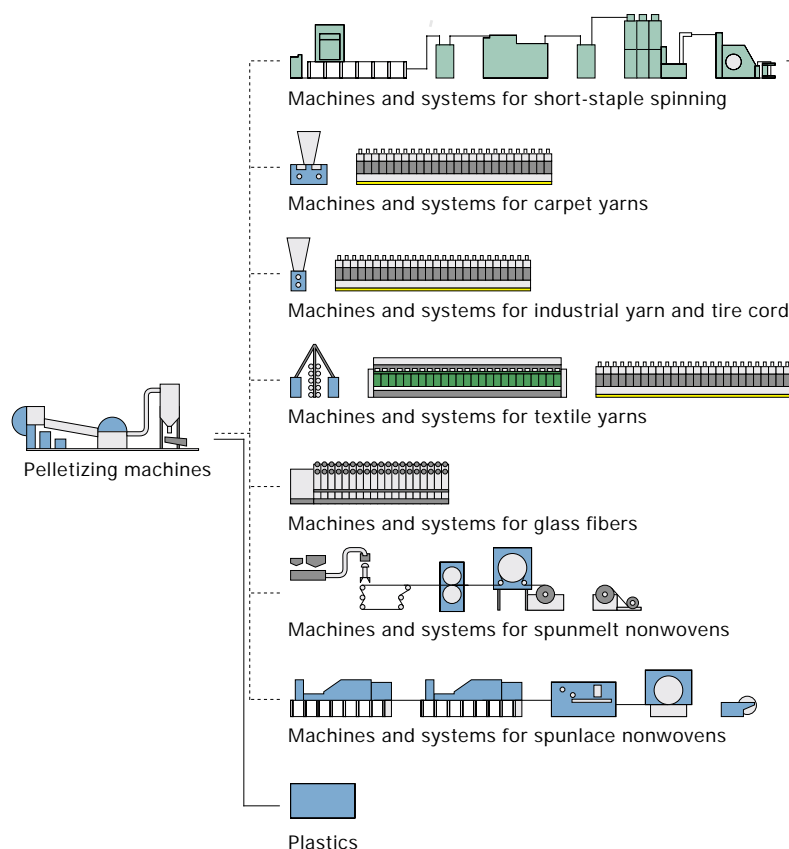 Machines and systems for short-staple spinning
Machines and systems for carpet yarns
Machines and systems for industrial yarn and tire cord
Machines and systems for textile yarns
Pelletizing machines
Machines and systems for glass fibers
Machines and systems for spunmelt nonwovens
Machines and systems for spunlace nonwovens
Plastics